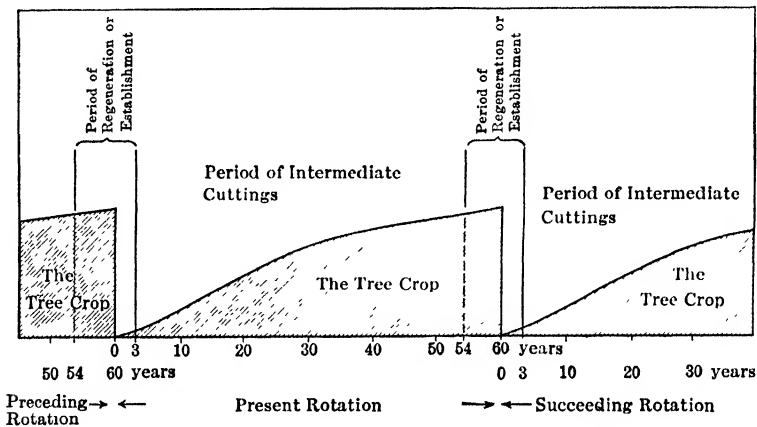 Period of
Regeneration or
Establishment
Period of
Regeneration or
Establishment
Period of Intermediate
Cuttings
Period of Intermediate
Cuttings
The
Tree Crop
The Tree Crop
The
Tree Crop
0 3 10 20 30 40 50 54 60 years
50 54 60 years 0 3 10 20 30 years
Preceding
Rotation
Present Rotation
Succeeding Rotation